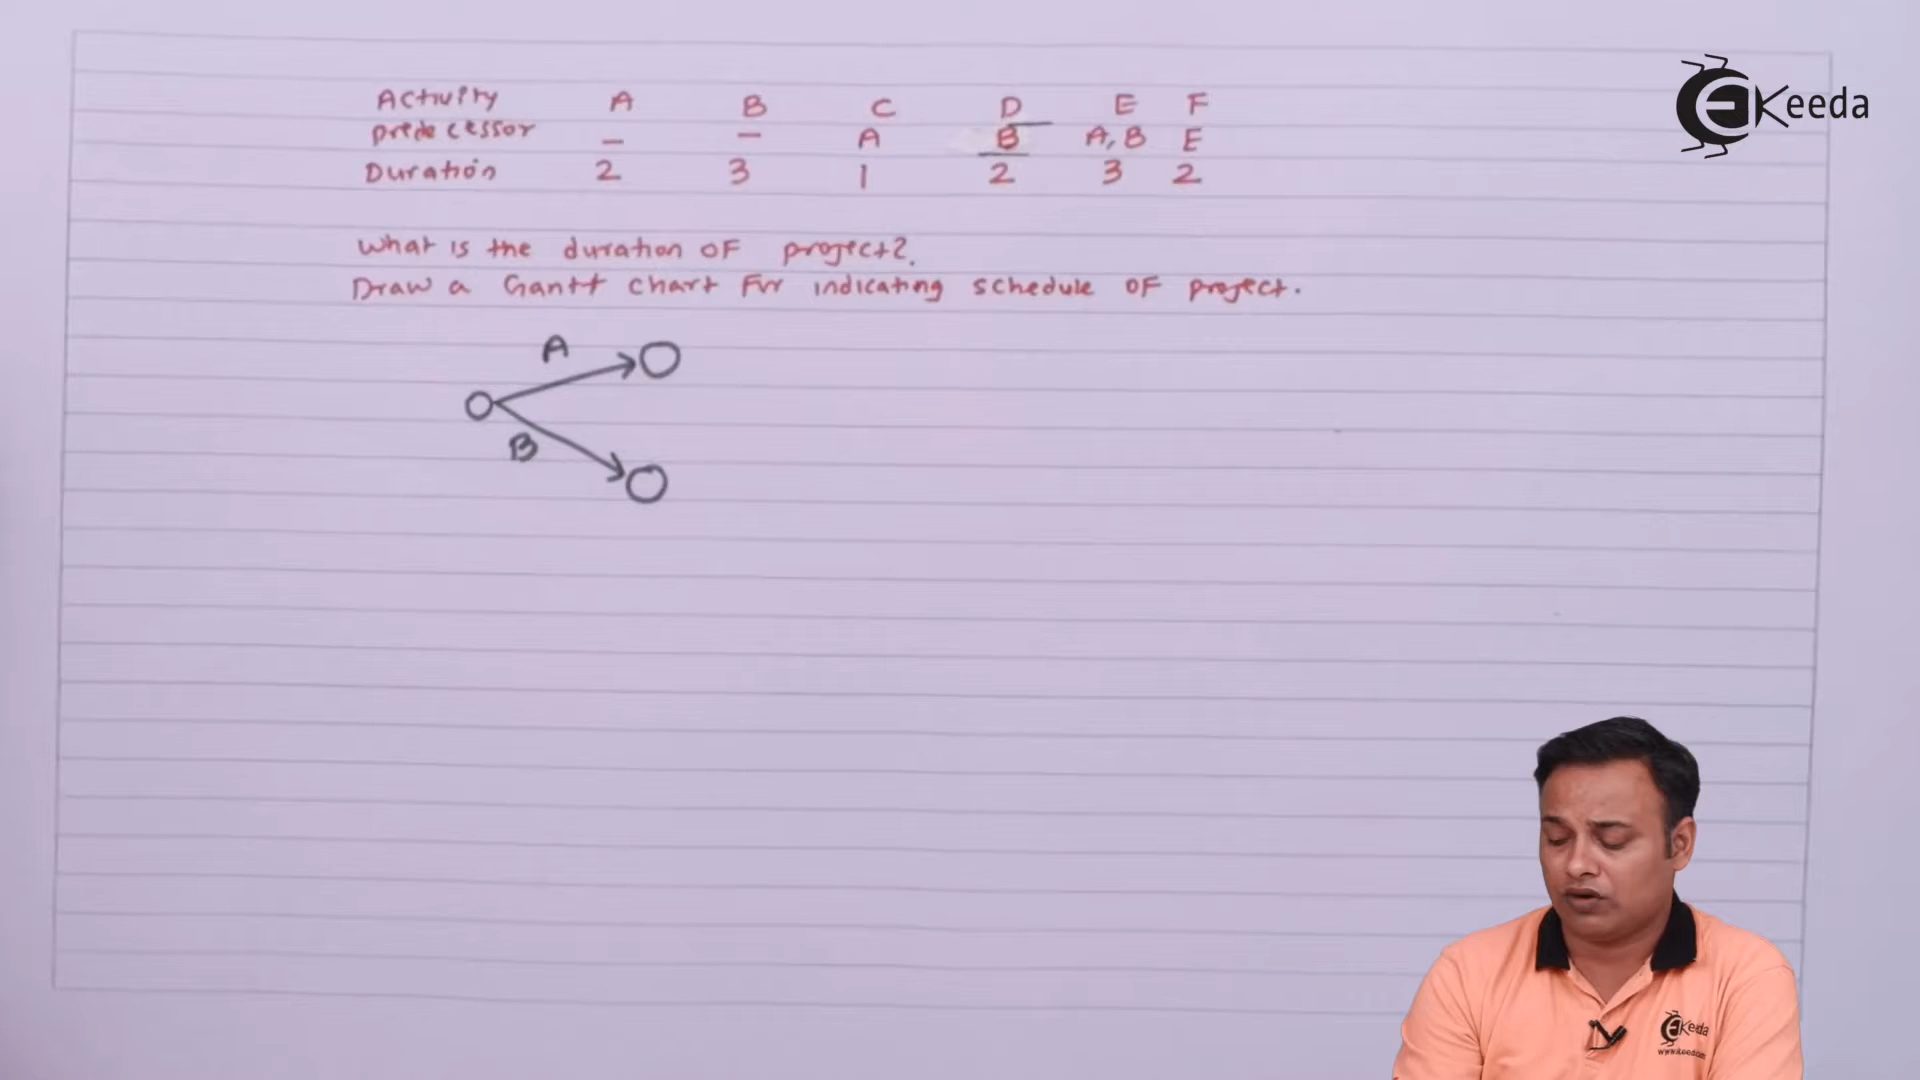 Activity A B C D E F
predecessor – – A B A, B E
Duration 2 3 1 2 3 2
What is the duration of project?
Draw a Gantt chart for indicating schedule of project.
A
B
EKeeda
EKeeda